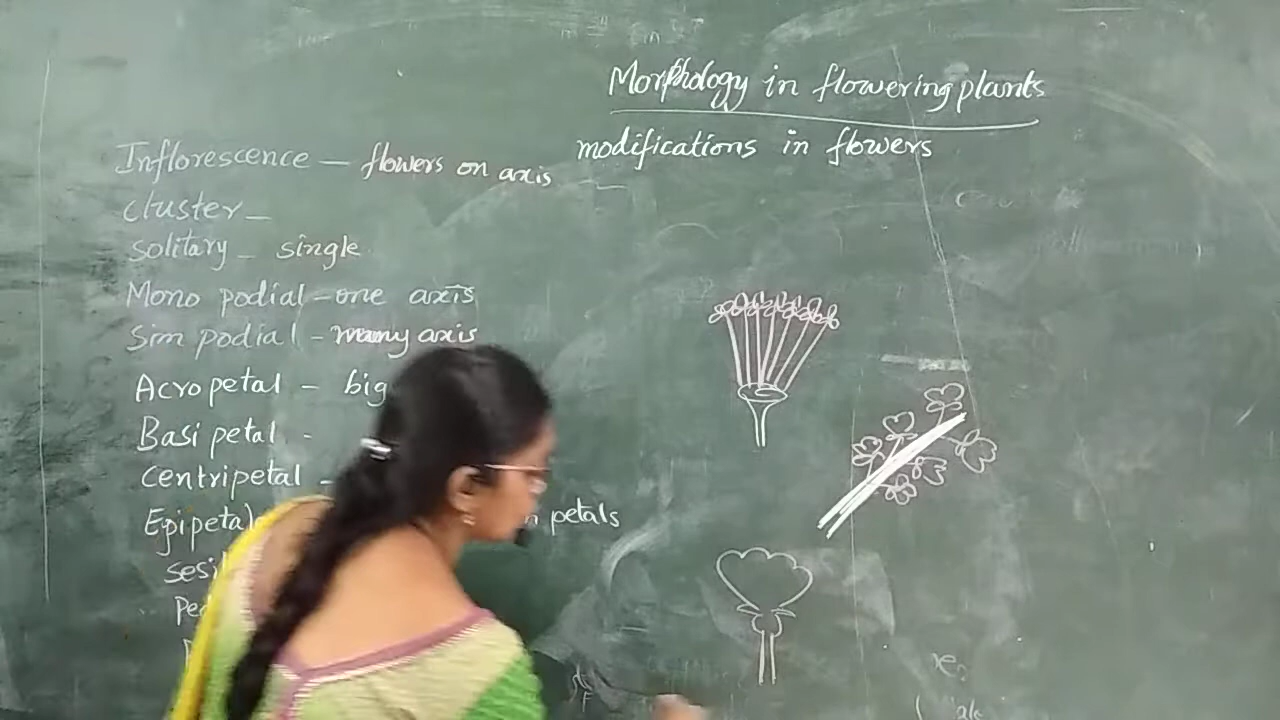 Morphology in flowering plants
modifications in flowers
Inflorescence — flowers on axis
cluster —
solitary — single
Mono podial - one axis
Sim podial - many axis
Acropetal - big
Basi petal -
Centripetal -
petals